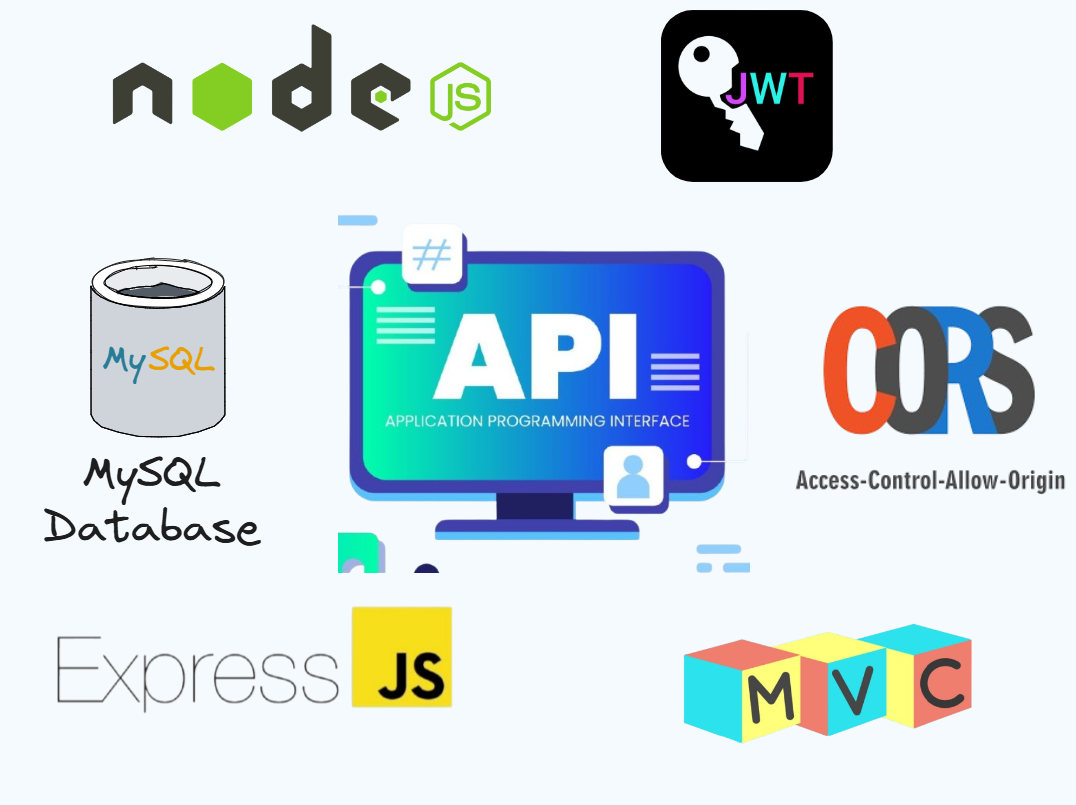 node JS
JWT
#
API
APPLICATION PROGRAMMING INTERFACE
MySQL
MySQL
Database
CORS
Access-Control-Allow-Origin
Express JS
MVC